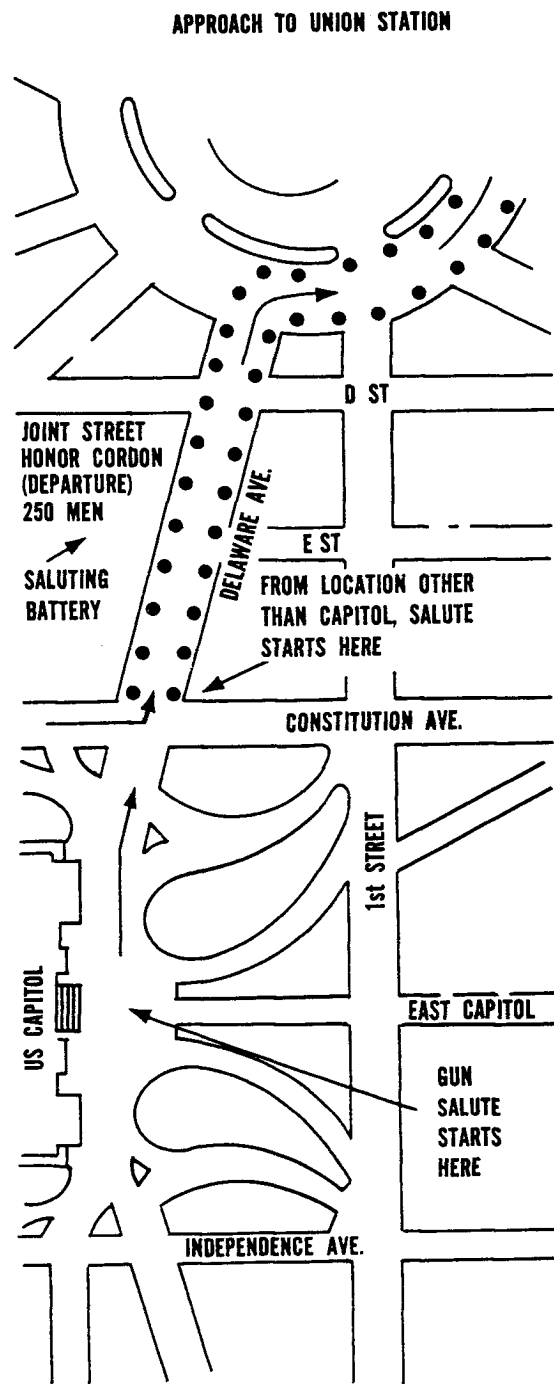 APPROACH TO UNION STATION
D ST
JOINT STREET
HONOR CORDON
(DEPARTURE)
250 MEN
SALUTING
BATTERY
DELAWARE AVE.
E ST
FROM LOCATION OTHER
THAN CAPITOL, SALUTE
STARTS HERE
CONSTITUTION AVE.
1st STREET
US CAPITOL
EAST CAPITOL
GUN
SALUTE
STARTS
HERE
INDEPENDENCE AVE.